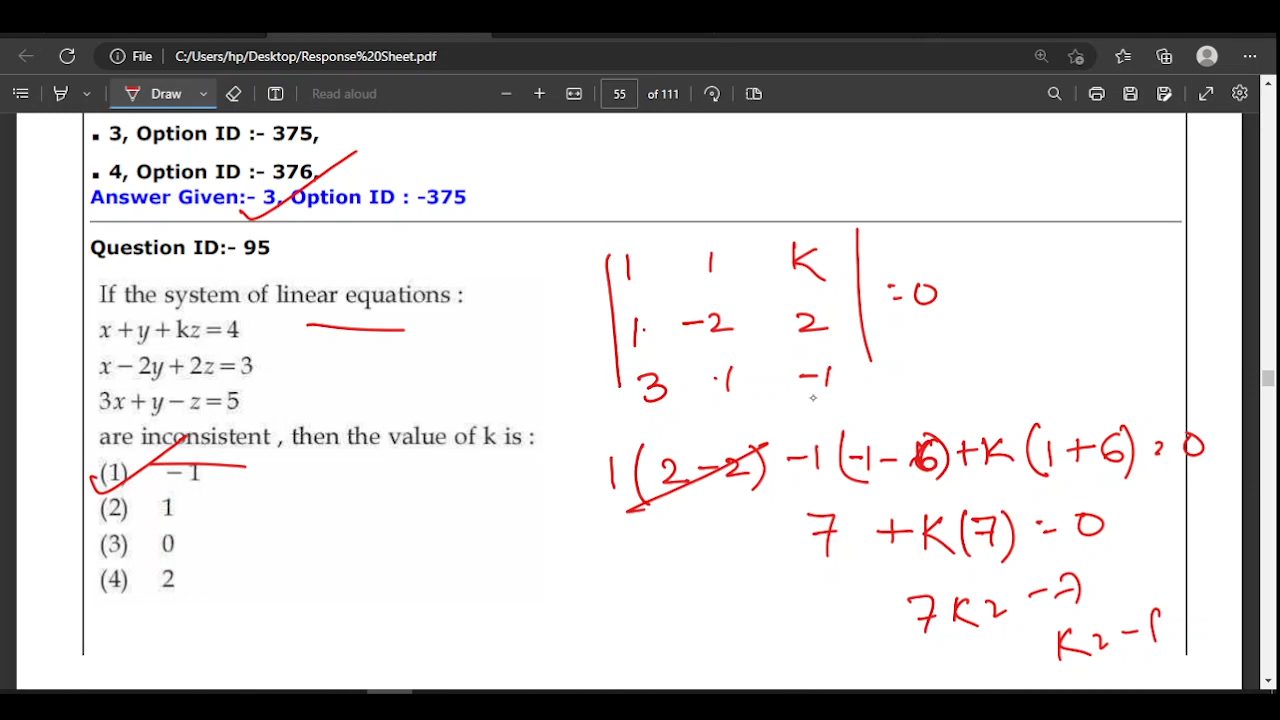 File C:/Users/hp/Desktop/Response%20Sheet.pdf
Draw Read aloud 55 of 111
▪ 3, Option ID :- 375,
▪ 4, Option ID :- 376,
Answer Given:- 3, Option ID : -375
Question ID:- 95
If the system of linear equations :
x + y + kz = 4
x − 2y + 2z = 3
3x + y − z = 5
are inconsistent , then the value of k is :
(1) − 1
(2) 1
(3) 0
(4) 2
1 1 K
1 -2 2 = 0
3 1 -1
1 (2-2) -1 (-1-6) + K (1+6) = 0
7 + K(7) = 0
7K = -7
K = -1